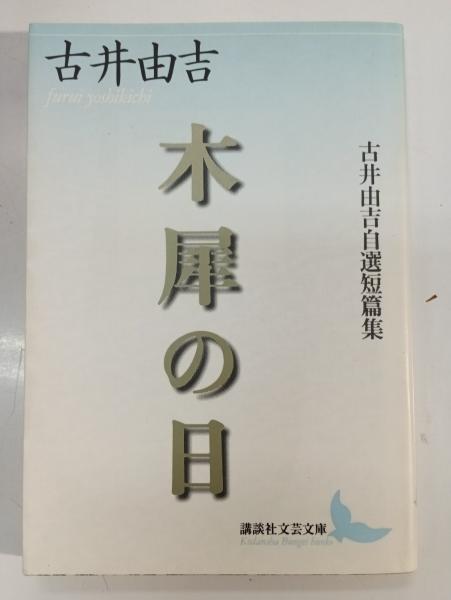 古井由吉
furui yoshikichi
木犀の日
古井由吉自選短篇集
講談社文芸文庫
Kodansha Bungei bunko